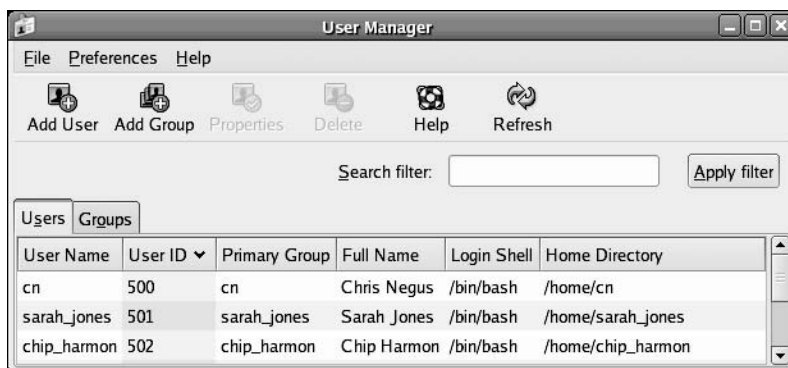 User Manager
File Preferences Help
Add User Add Group Properties Delete Help Refresh
Search filter: Apply filter
Users Groups
User Name User ID Primary Group Full Name Login Shell Home Directory
cn 500 cn Chris Negus /bin/bash /home/cn
sarah_jones 501 sarah_jones Sarah Jones /bin/bash /home/sarah_jones
chip_harmon 502 chip_harmon Chip Harmon /bin/bash /home/chip_harmon